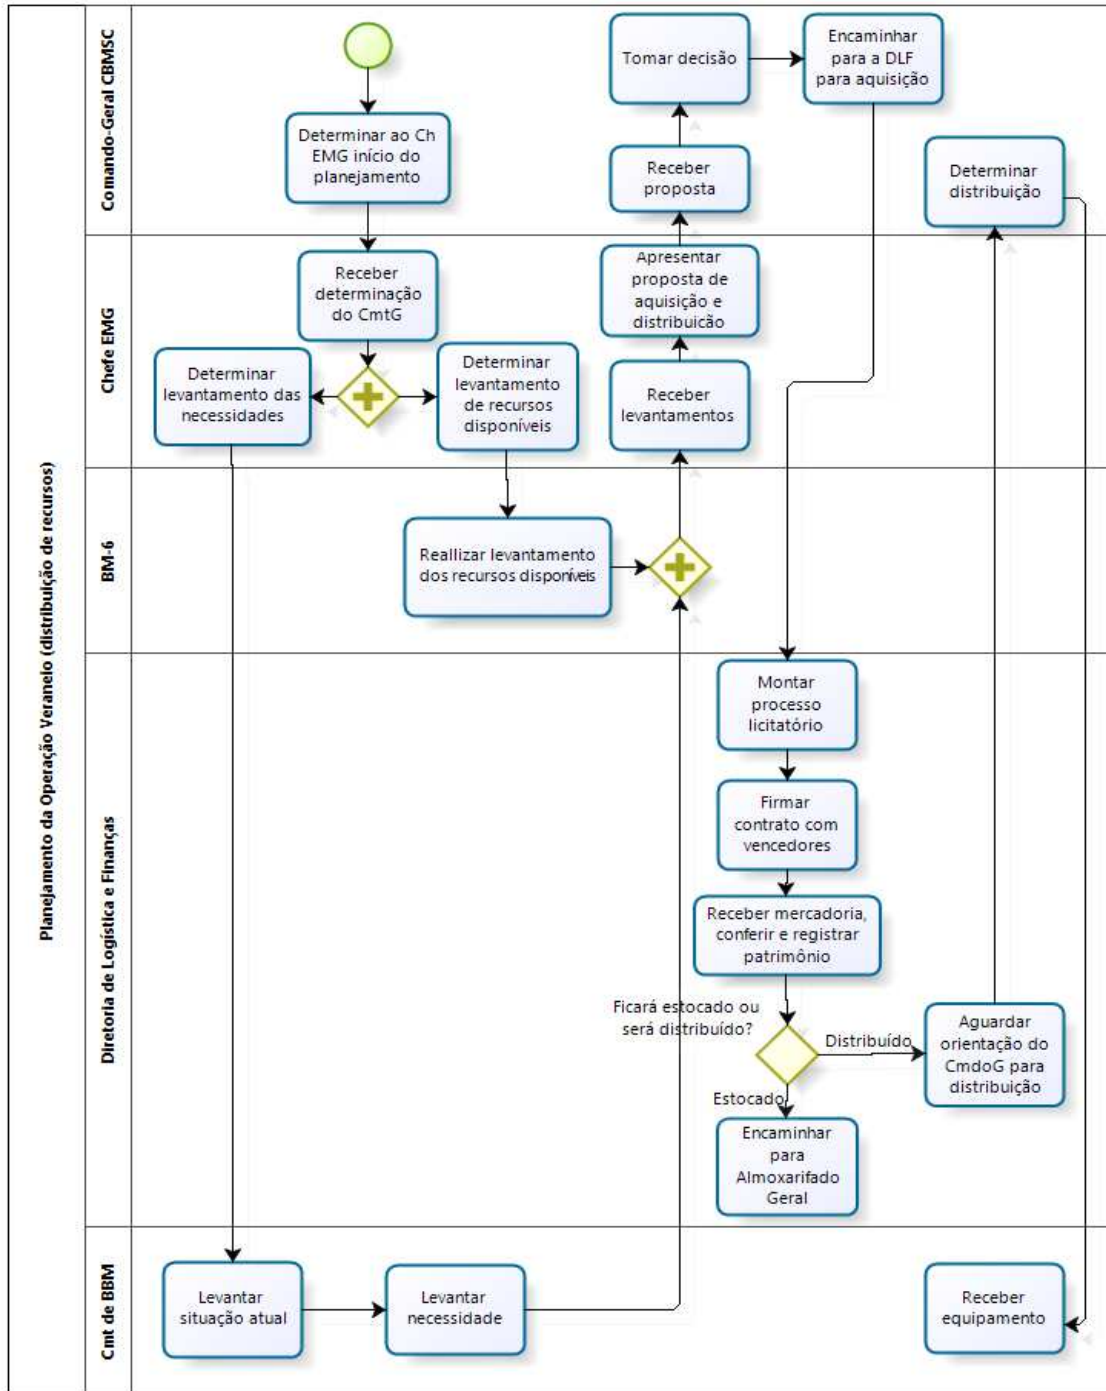 Planejamento da Operação Veraneio (distribuição de recursos)
Comando-Geral CBMSC
Determinar ao Ch
EMG início do
planejamento
Tomar decisão
Encaminhar
para a DLF
para aquisição
Receber
proposta
Determinar
distribuição
Chefe EMG
Receber
determinação
do CmtG
Determinar
levantamento das
necessidades
Determinar
levantamento
de recursos
disponíveis
Apresentar
proposta de
aquisição e
distribuicão
Receber
levantamentos
BM-6
Reallizar levantamento
dos recursos disponíveis
Diretoria de Logística e Finanças
Montar
processo
licitatório
Firmar
contrato com
vencedores
Receber mercadoria,
conferir e registrar
patrimônio
Ficará estocado ou
será distribuído?
Distribuído
Aguardar
orientação do
CmdoG para
distribuição
Estocado
Encaminhar
para
Almoxarifado
Geral
Cmt de BBM
Levantar
situação atual
Levantar
necessidade
Receber
equipamento